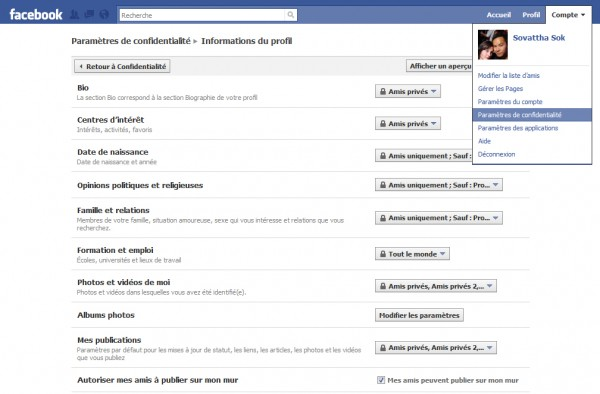 facebook
Recherche
Accueil Profil Compte
Sovattha Sok
Modifier la liste d'amis
Gérer les Pages
Paramètres du compte
Paramètres de confidentialité
Paramètres des applications
Aide
Déconnexion
Paramètres de confidentialité ▸ Informations du profil
Retour à Confidentialité
Afficher un aperçu
Bio
La section Bio correspond à la section Biographie de votre profil
Amis privés
Centres d'intérêt
Intérêts, activités, favoris
Amis privés
Date de naissance
Date de naissance et année
Amis uniquement ; Sauf : Pro...
Opinions politiques et religieuses
Amis uniquement ; Sauf : Pro...
Famille et relations
Membres de votre famille, situation amoureuse, sexe qui vous intéresse et relations que vous
recherchez.
Amis uniquement ; Sauf : Pro...
Formation et emploi
Écoles, universités et lieux de travail
Tout le monde
Photos et vidéos de moi
Photos et vidéos dans lesquelles vous avez été identifié(e).
Amis privés, Amis privés 2,...
Albums photos
Modifier les paramètres
Mes publications
Paramètres par défaut pour les mises à jour de statut, les liens, les articles, les photos et les vidéos
que vous publiez
Amis privés, Amis privés 2,...
Autoriser mes amis à publier sur mon mur
Mes amis peuvent publier sur mon mur